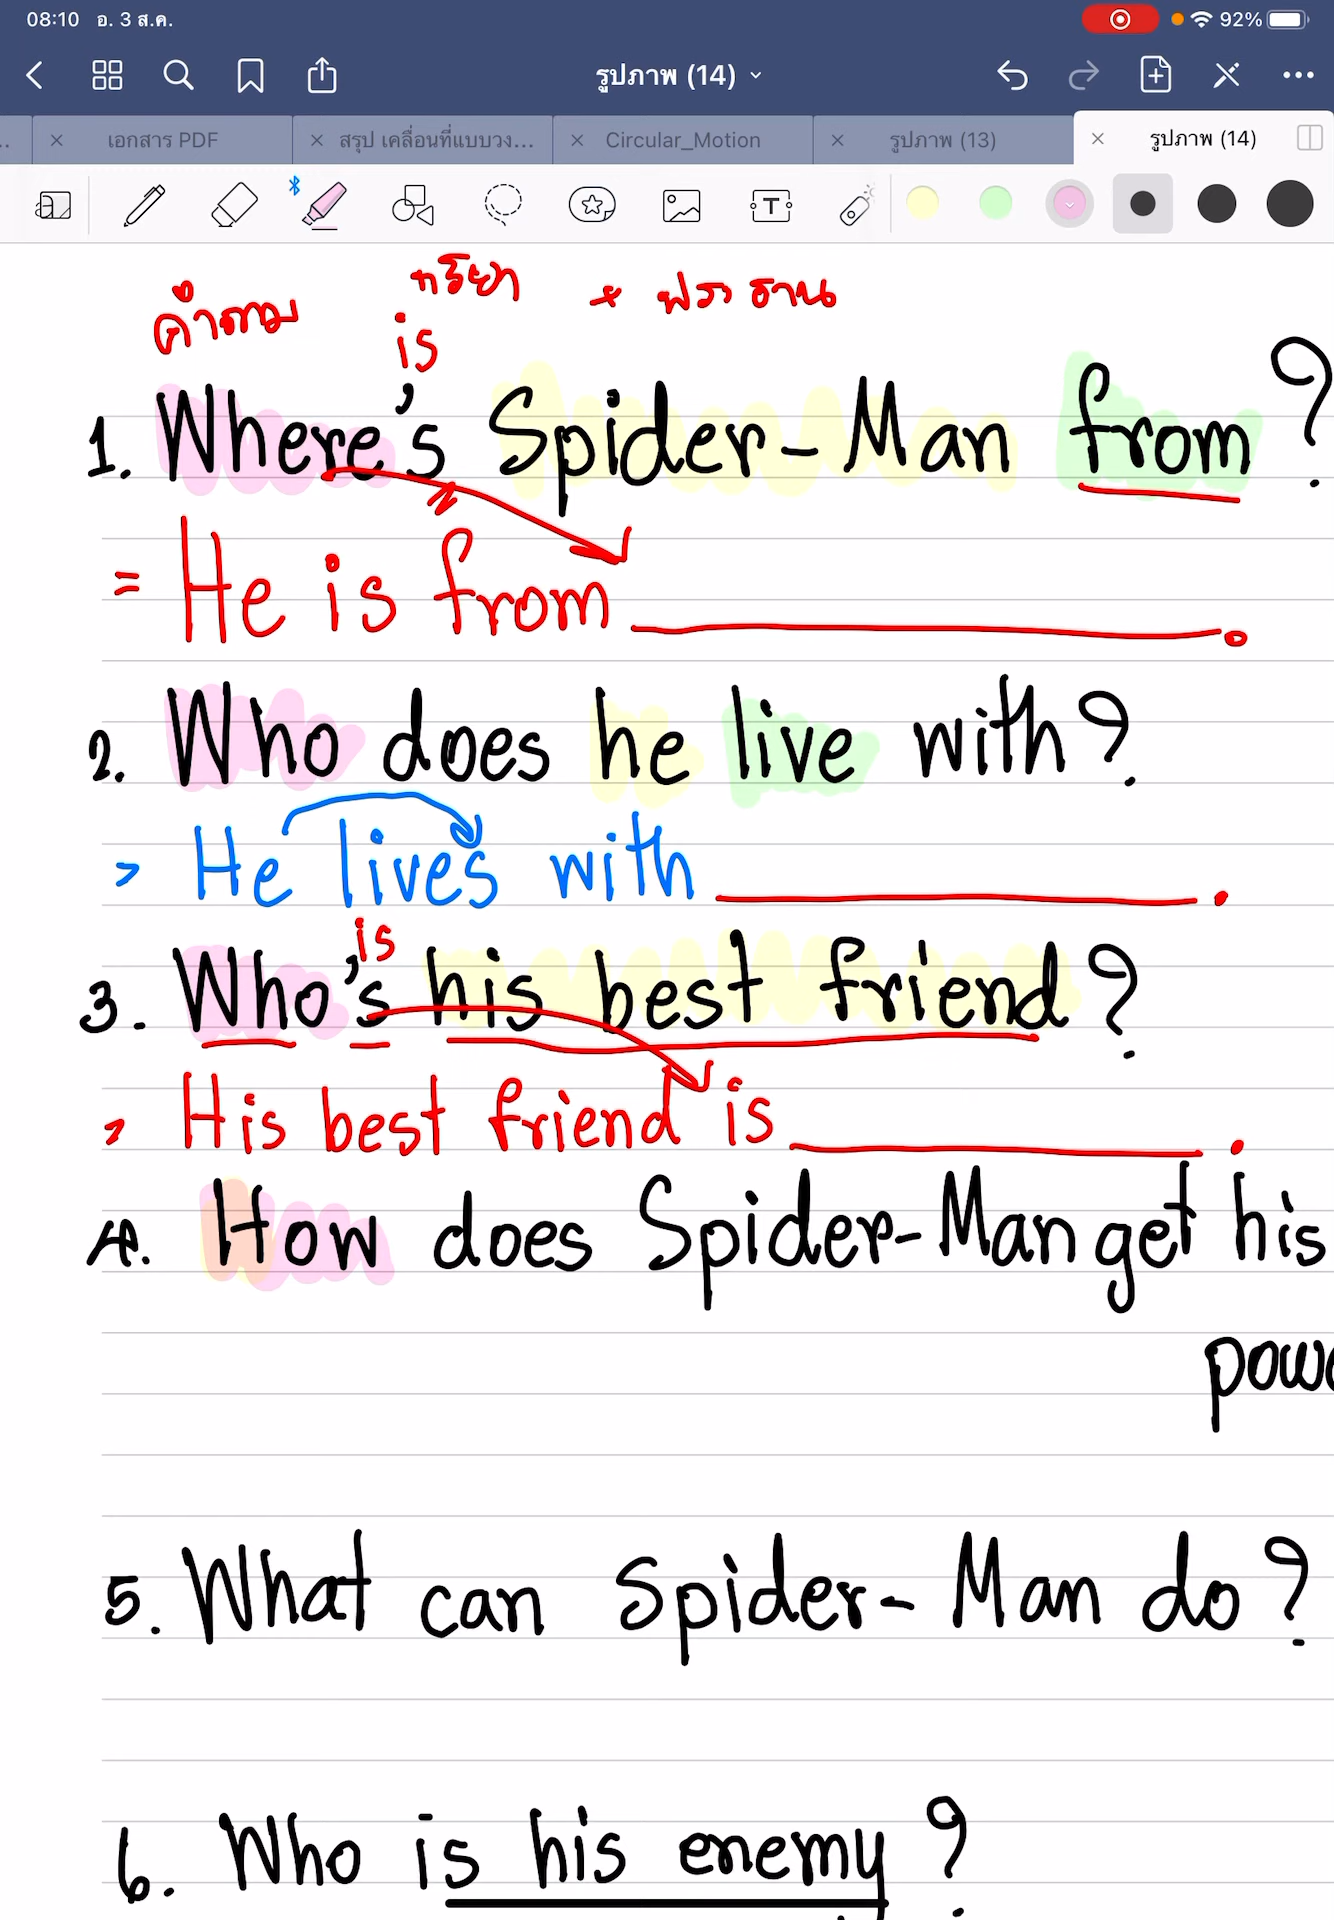 08:10 อ. 3 ส.ค. 92%
รูปภาพ (14)
.. × เอกสาร PDF × สรุป เคลื่อนที่แบบวง... × Circular_Motion × รูปภาพ (13) × รูปภาพ (14)
คำถาม กริยา + ประธาน
is
1. Where's Spider-Man from?
= He is from ________.
2. Who does he live with?
He lives with ________.
is
3. Who's his best friend?
His best friend is ________.
4. How does Spider-Man get his
pow
5. What can Spider-Man do?
6. Who is his enemy?